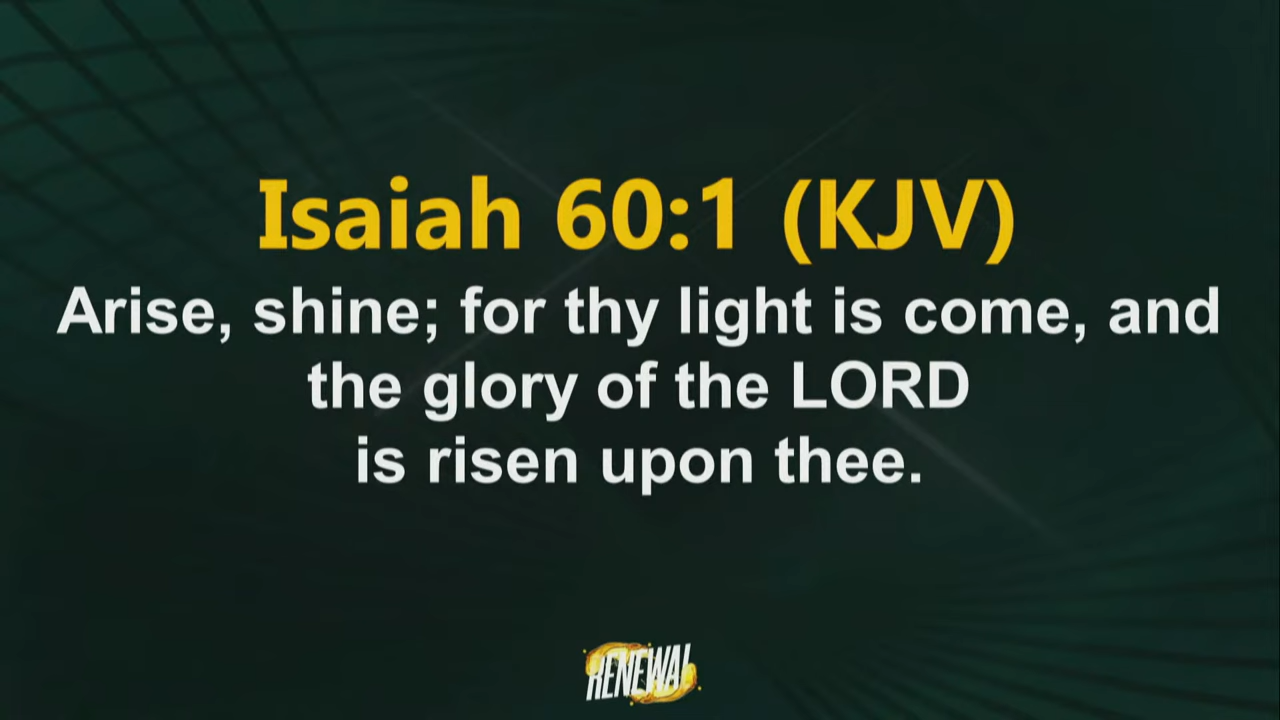 Isaiah 60:1 (KJV)
Arise, shine; for thy light is come, and
the glory of the LORD
is risen upon thee.
RENEWAL